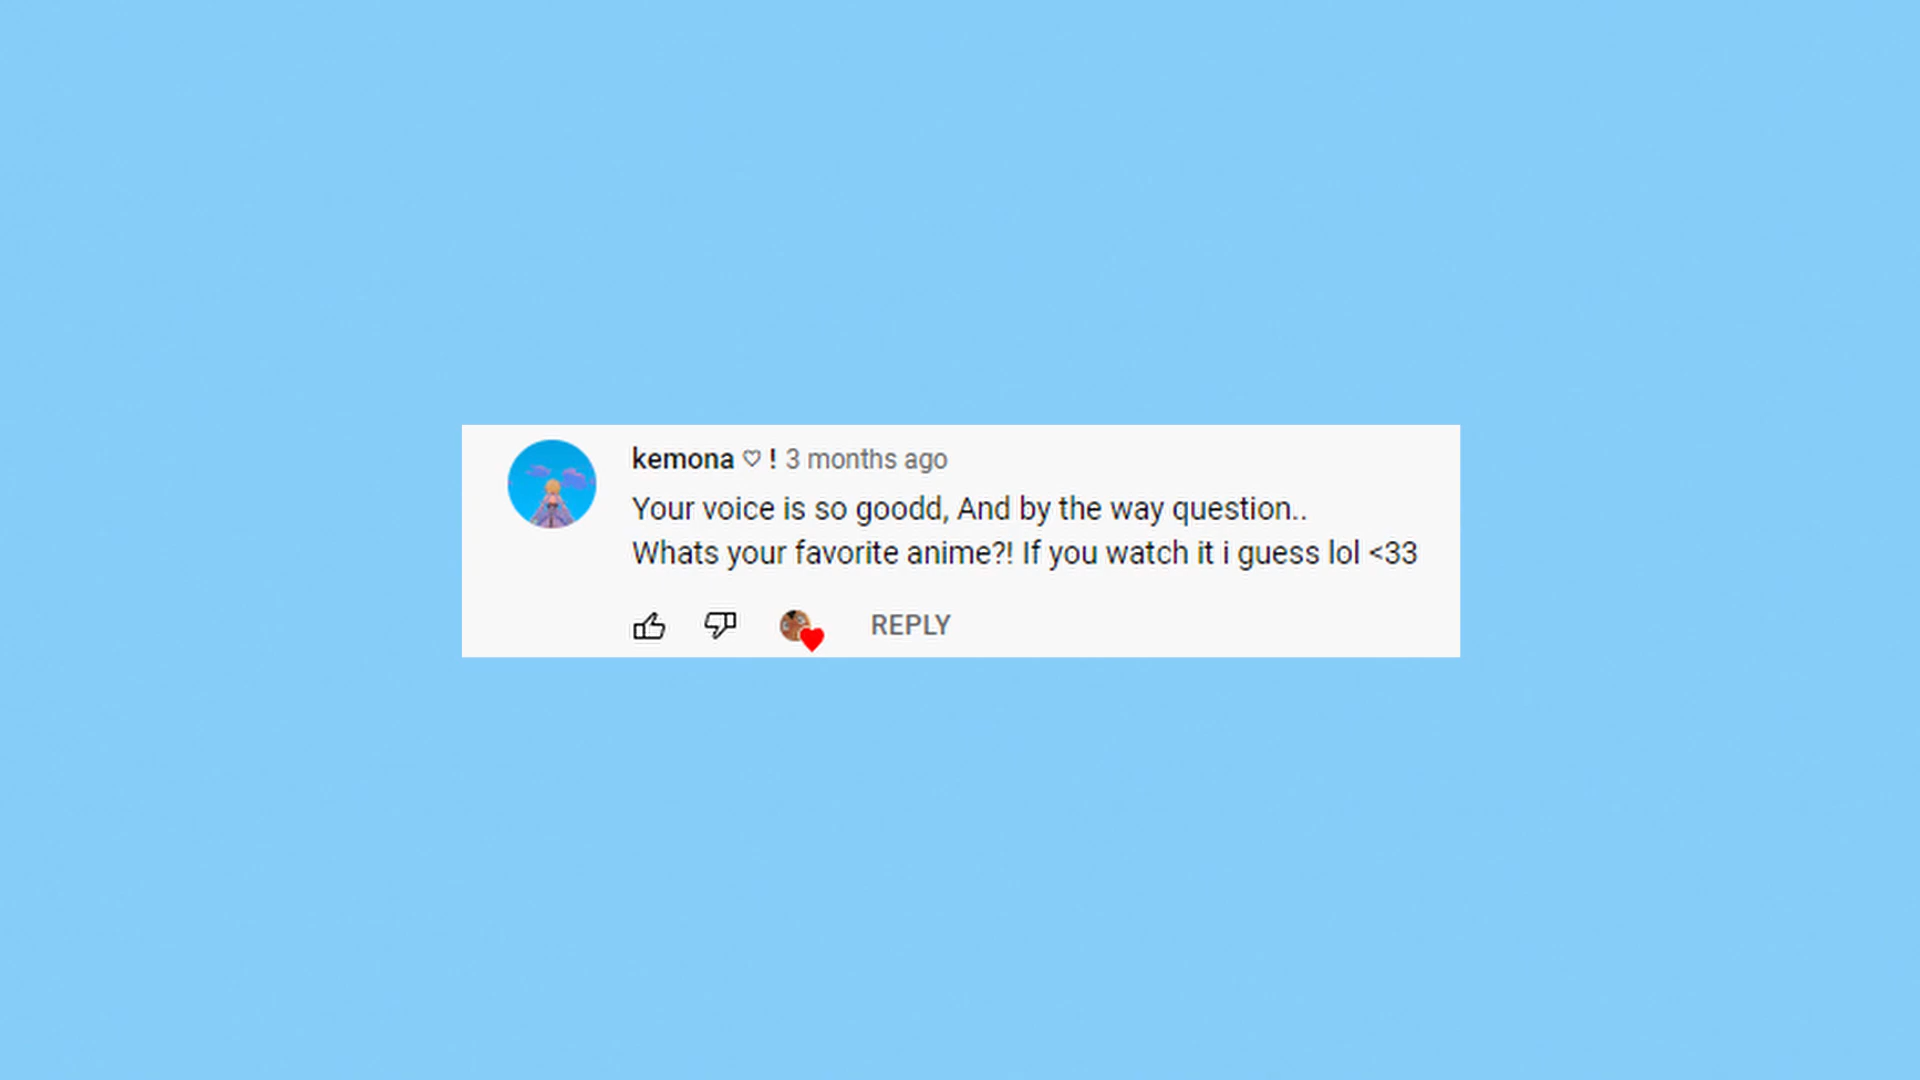 kemona ♡ ! 3 months ago
Your voice is so goodd, And by the way question..
Whats your favorite anime?! If you watch it i guess lol <33
REPLY